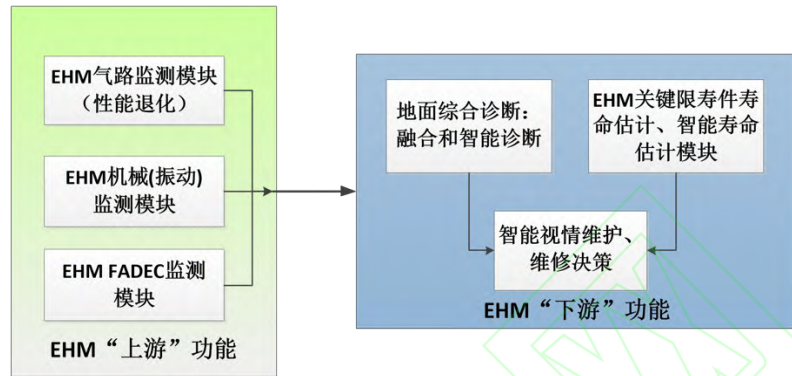 EHM气路监测模块
（性能退化）
EHM机械(振动)
监测模块
EHM FADEC监测
模块
EHM“上游”功能
地面综合诊断：
融合和智能诊断
EHM关键限寿件寿
命估计、智能寿命
估计模块
智能视情维护、
维修决策
EHM“下游”功能